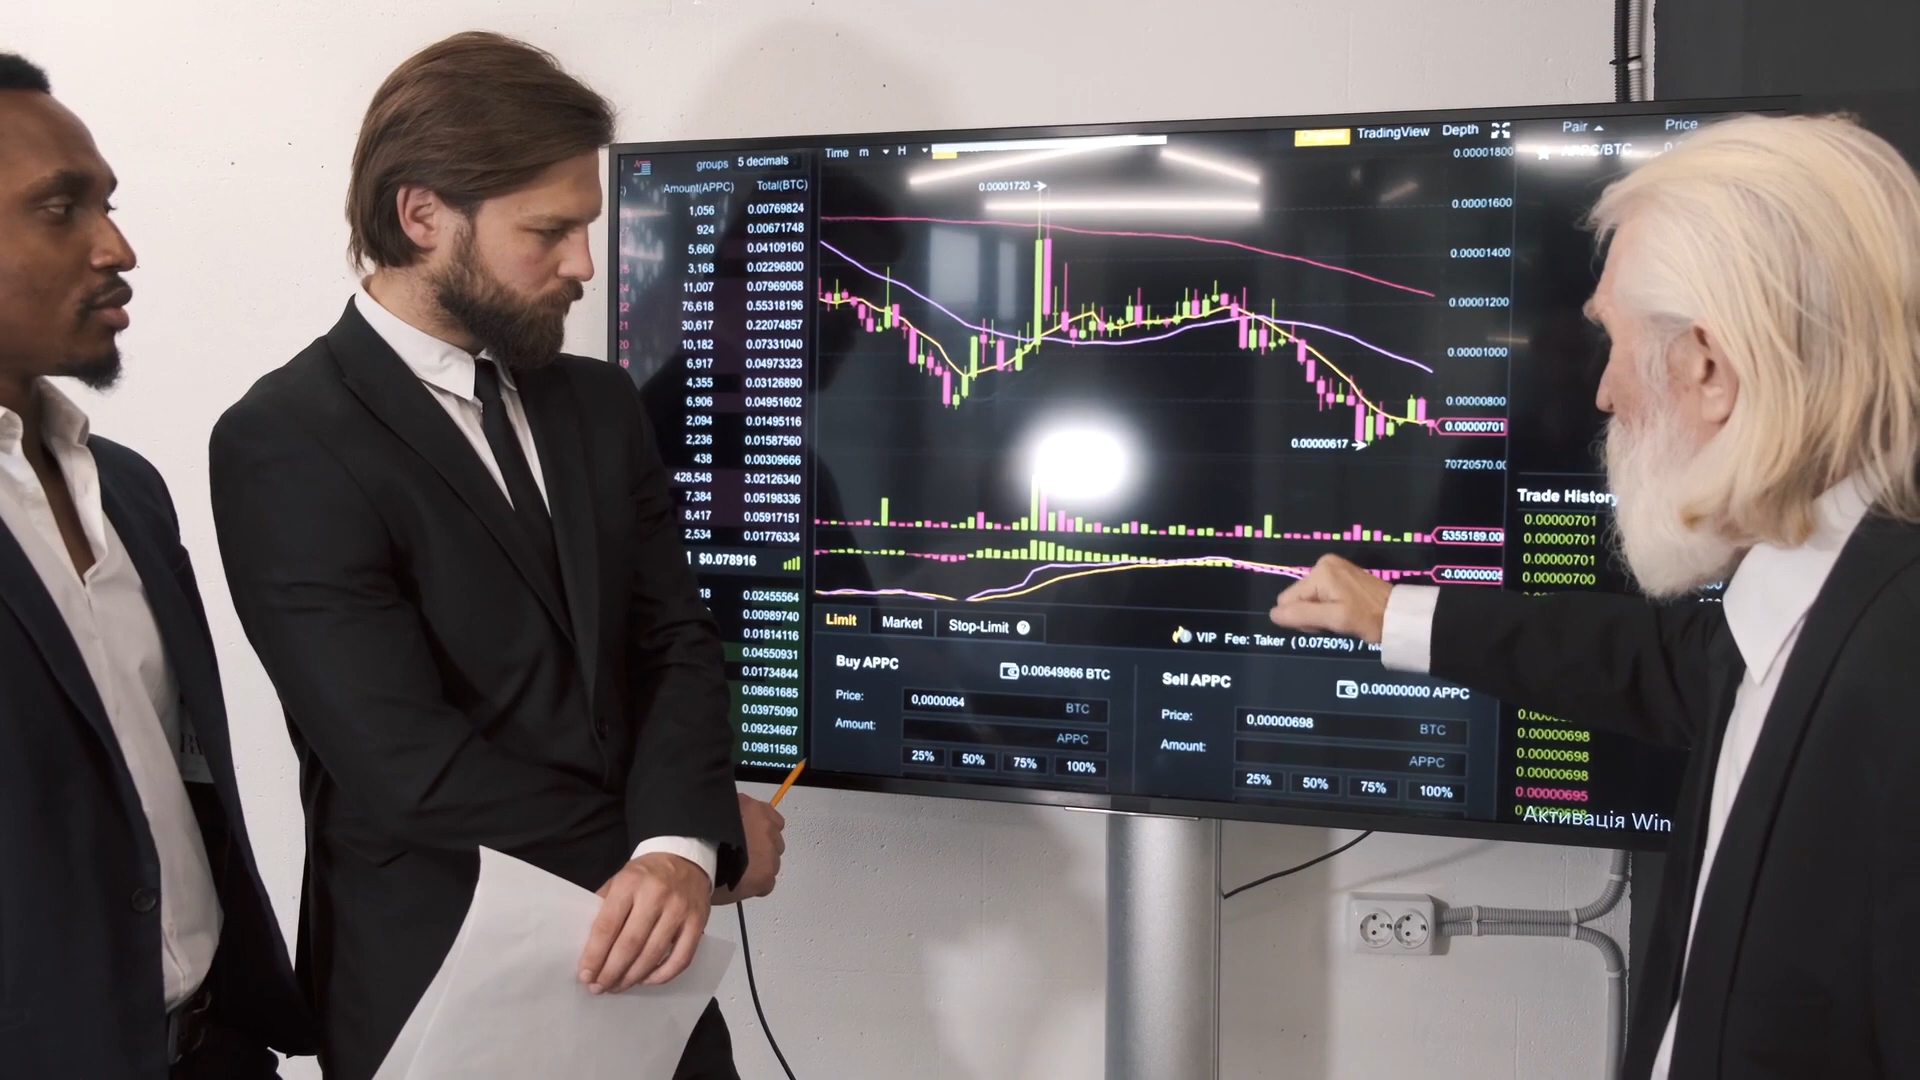 groups 5 decimals
Amount(APPC) Total(BTC)
1,056 0.00769824
924 0.00671748
5,660 0.04109160
3,168 0.02296800
11,007 0.07969068
76,618 0.55318196
30,617 0.22074857
10,182 0.07331040
6,917 0.04973323
4,355 0.03126890
6,906 0.04951602
2,094 0.01495116
2,236 0.01587560
438 0.00309666
428,548 3.02126340
7,384 0.05198336
8,417 0.05917151
2,534 0.01776334
$0.078916
18 0.02455564
0.00989740
0.01814116
0.04550931
0.01734844
0.08661685
0.03975090
0.09234667
0.09811568
Time m H
TradingView Depth
0.00001720
0.00001800
0.00001600
0.00001400
0.00001200
0.00001000
0.00000800
0.00000701
0.00000617
70720570.00
5355189.00
-0.00000005
Limit Market Stop-Limit ?
VIP Fee: Taker ( 0.0750%) /
Buy APPC 0.00649866 BTC
Price: 0,0000064 BTC
Amount: APPC
25% 50% 75% 100%
Sell APPC 0.00000000 APPC
Price: 0,00000698 BTC
Amount: APPC
25% 50% 75% 100%
Pair Price
APPC/BTC
Trade History
0.00000701
0.00000701
0.00000701
0.00000700
0.00000698
0.00000698
0.00000698
0.00000695
Активація Win